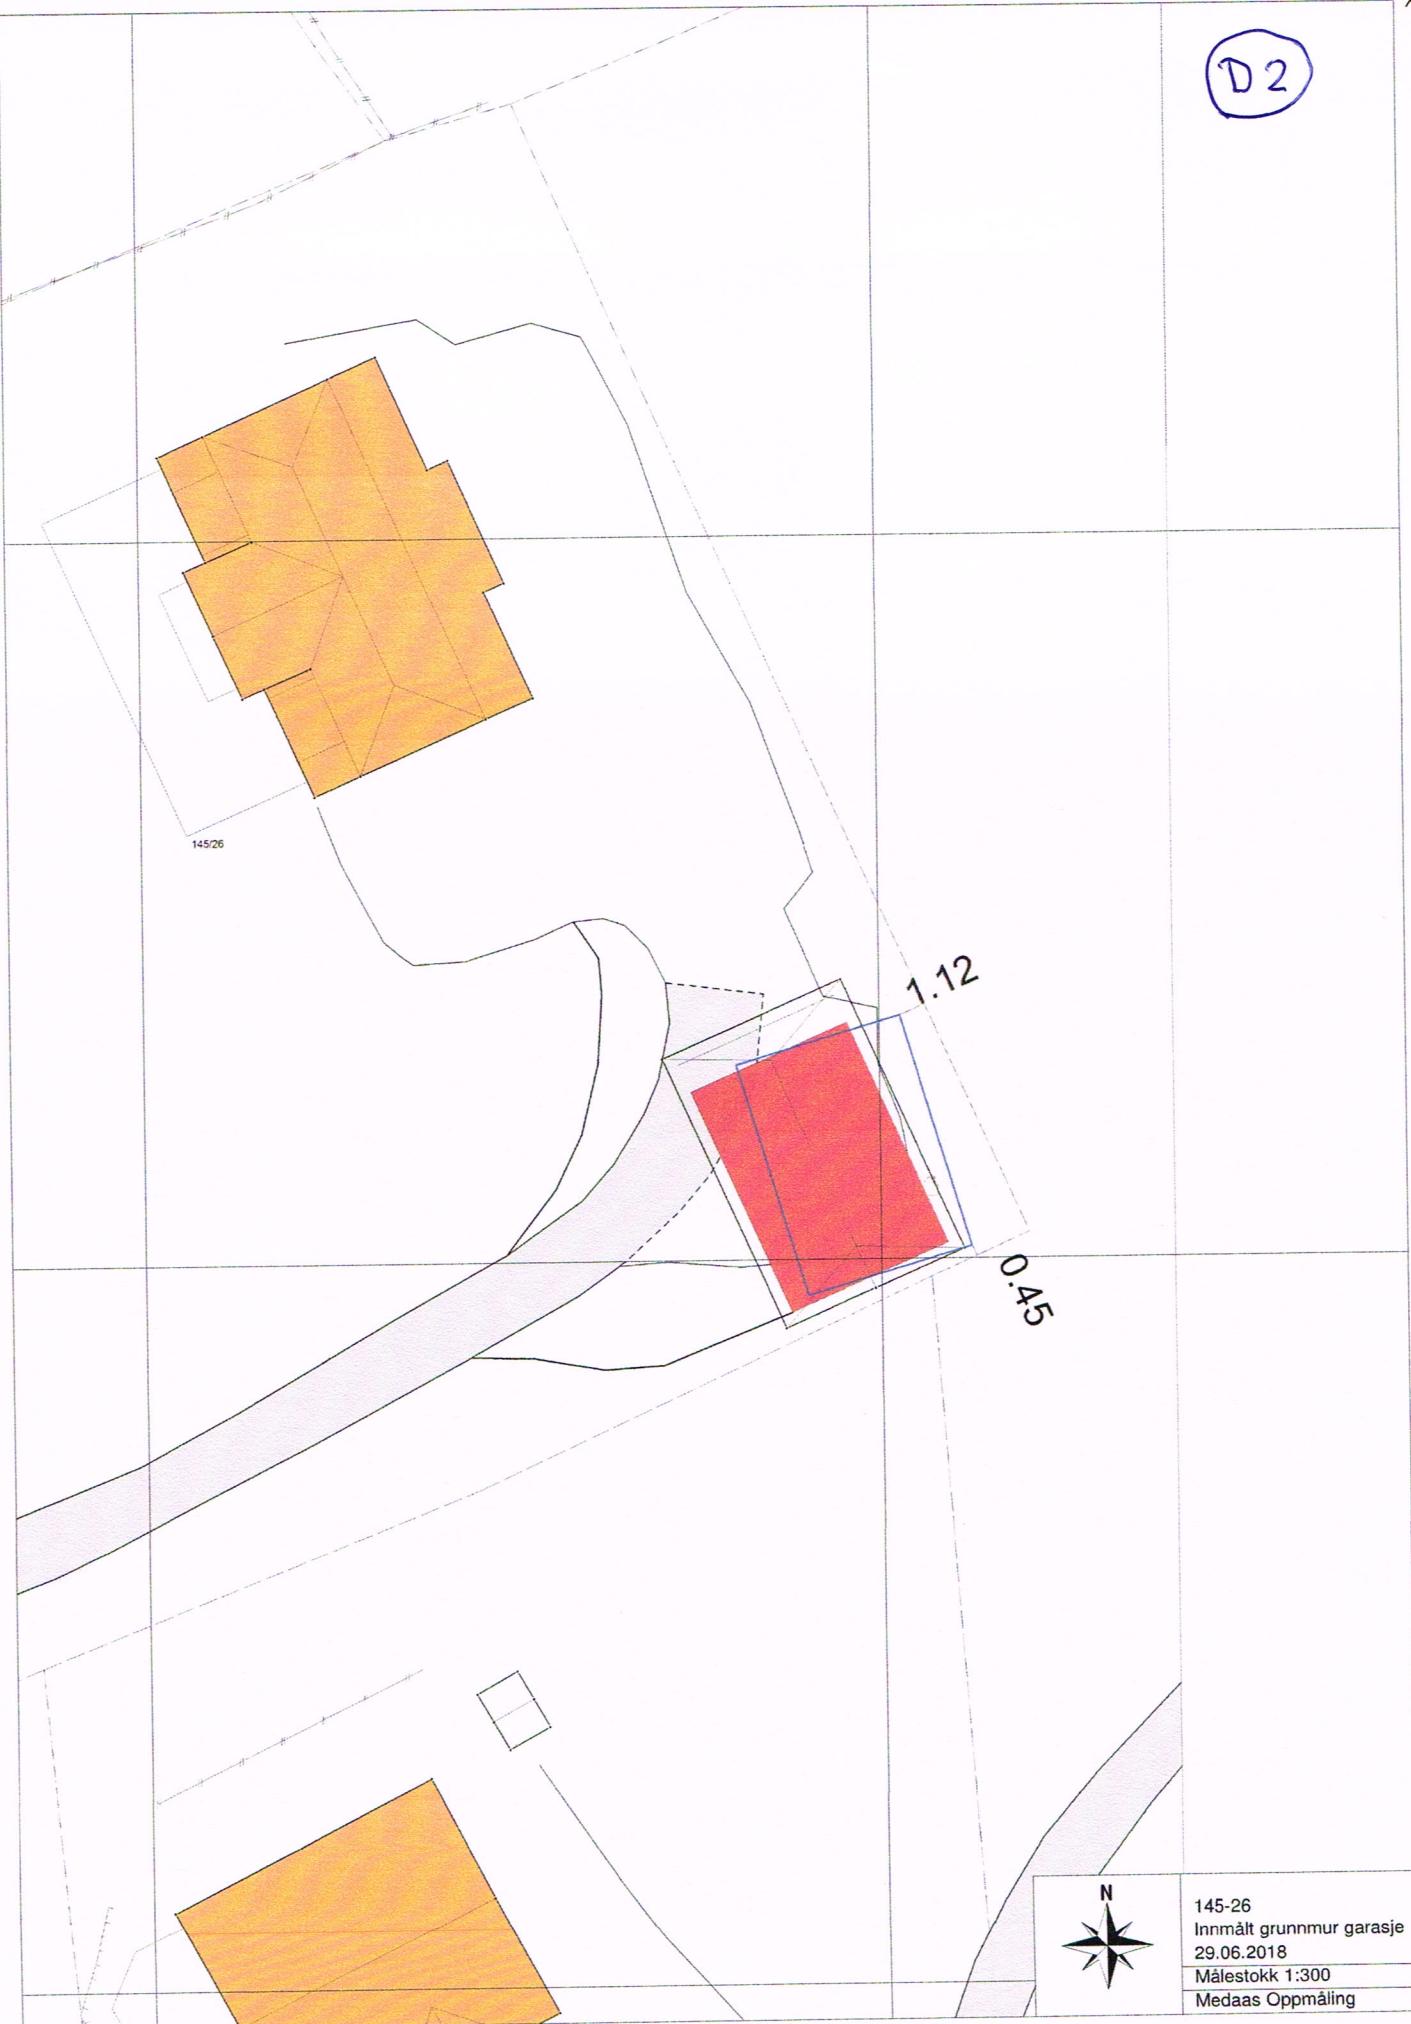 D2
145/26
1.12
0.45
N
145-26
Innmålt grunnmur garasje
29.06.2018
Målestokk 1:300
Medaas Oppmåling